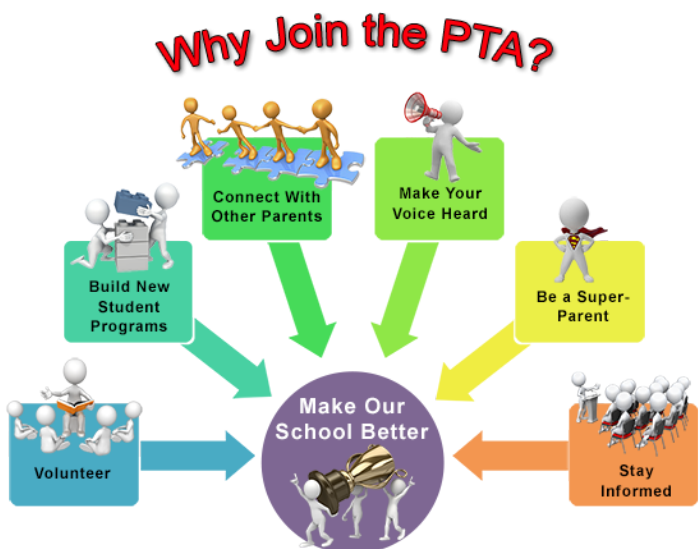 Why Join the PTA?
Connect With
Other Parents
Make Your
Voice Heard
Build New
Student
Programs
Be a Super-
Parent
Volunteer
Make Our
School Better
Stay
Informed